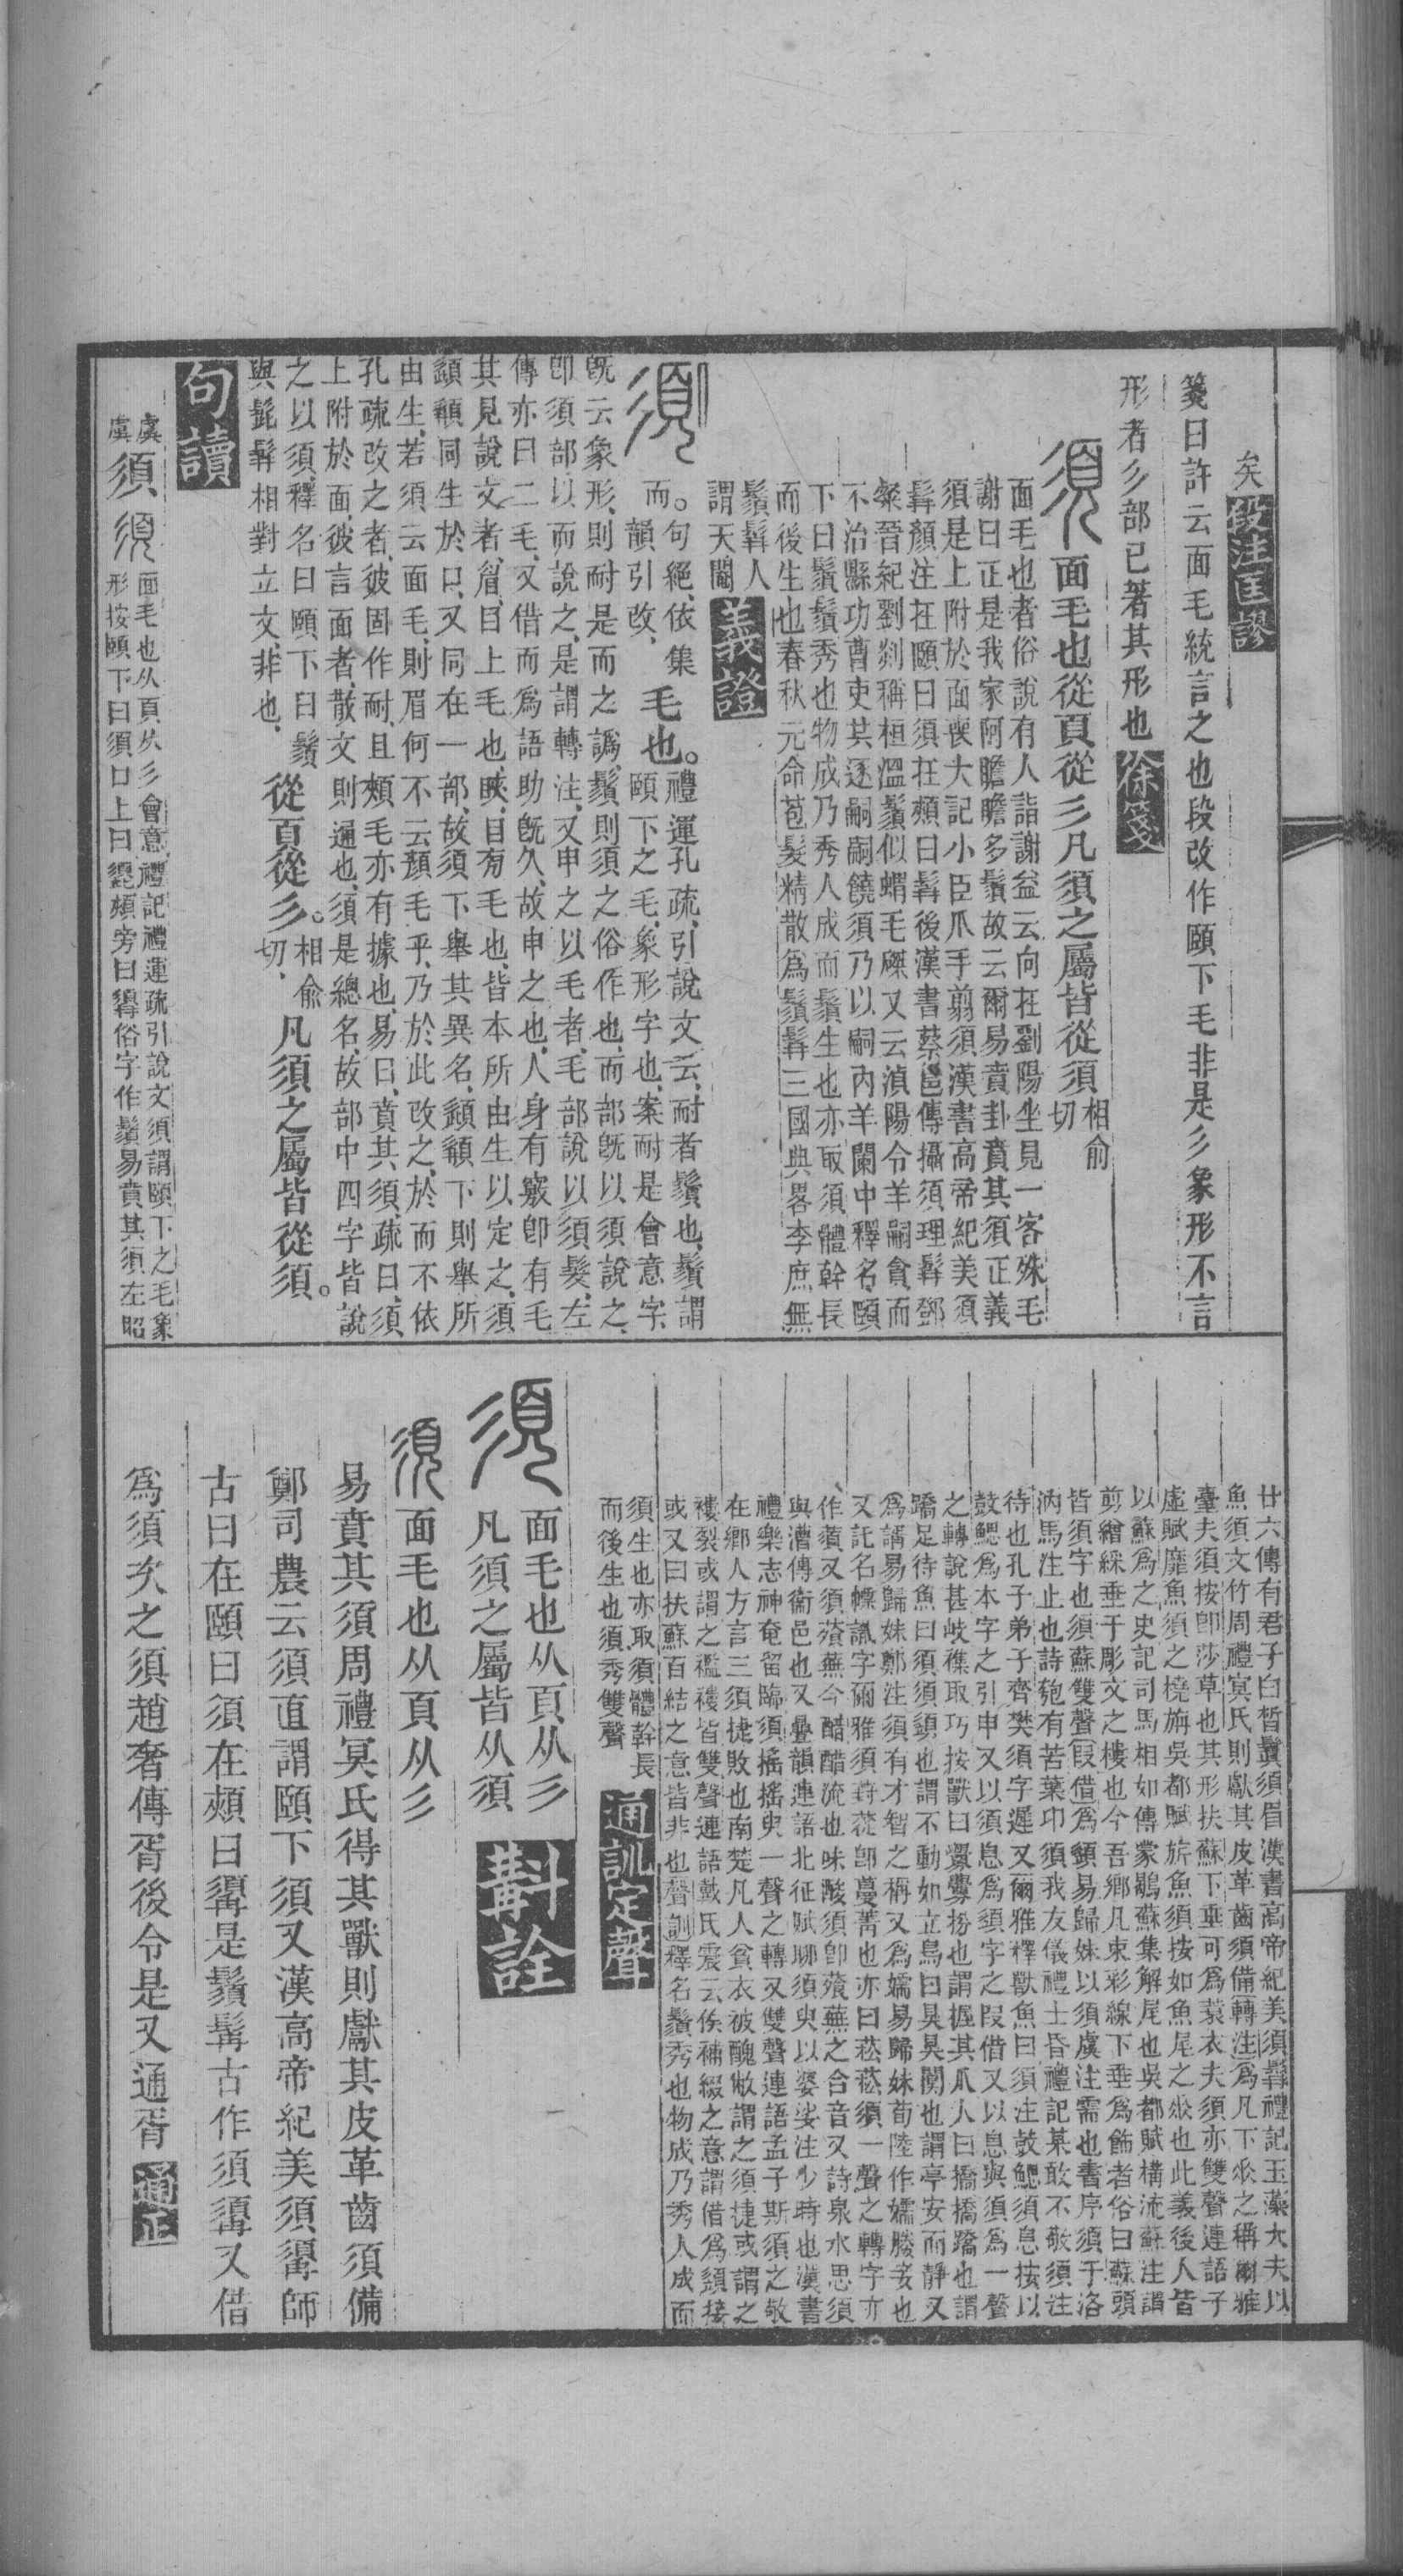 矣 段注匡謬
箋曰許云面毛統言之也段改作頤下毛非是彡象形不言
形者彡部已著其形也 徐箋
須 面毛也從頁從彡凡須之屬皆從須 相俞切
面毛也者俗說有人詣謝益云向在劉陽坐見一客殊毛
謝曰正是我家阿瞻瞻多鬚故云爾易賁卦賁其須正義
須是上附於面喪大記小臣爪手翦須漢書高帝紀美須
髯顏注在頤曰須在頰曰髯後漢書蔡邕傳攝須理髯鄧
粲晉紀劉剡稱桓溫鬚似蝟毛磔又云湞陽令羊嗣貪而
不治縣功曹吏其逐嗣嗣饒須乃以嗣內羊闌中釋名頤
下曰鬚鬚秀也物成乃秀人成而鬚生也亦取須體幹長
而後生也春秋元命苞髮精散為鬚髯三國典畧李庶無
鬚髯人
謂天閹 義證
須 而。句絕、依集
韻引改、毛也。禮運孔疏、引說文云、耐者鬚也、鬚謂
頤下之毛、象形字也、案耐是會意字、
既云象形、則耐是而之譌、鬚則須之俗作也、而部既以須說之、
即須部以而說之、是謂轉注、又申之以毛者、毛部說以須髮、左
傳亦曰二毛、又借而為語助既久、故申之也、人身有竅即有毛
其見說文者、眉、目上毛也、睫、目㫄毛也、皆本所由生以定之、須
䫇䫇同生於口、又同在一部、故須下舉其異名、䫇䫇下則舉所
由生、若須云面毛、則眉何不云顏毛乎、乃於此改之、於而不依
孔疏改之者、彼固作耐、且頰毛亦有據也、易曰、賁其須、疏曰、須
上附於面、彼言面者、散文則通也、須是總名、故部中四字皆說
之以須、釋名曰頤下曰鬚
與髭髯相對立文、非也、從頁從彡。相俞切、凡須之屬皆從須。
句讀
須 面毛也从頁从彡會意禮記禮運疏引說文須謂頤下之毛象
形按頤下曰須口上曰髭頰旁曰髯俗字作鬚易賁其須左昭
廿六傳有君子白皙鬒須眉漢書高帝紀美須髯禮記玉藻大夫以
魚須文竹周禮冥氏則獻其皮革齒須備轉注為凡下垂之稱爾雅
臺夫須按卽莎草也其形扶蘇下垂可為蓑衣夫須亦雙聲連語子
虛賦靡魚須之橈旃吳都賦旂魚須按如魚尾之垂也此義後人皆
以蘇為之史記司馬相如傳蒙鶡蘇集解尾也吳都賦構流蘇注謂
剪繒綵垂于彫文之樓也今吾鄉凡束彩線下垂為飾者俗曰蘇頭
皆須字也須蘇雙聲叚借為䇓易歸妹以須虞注需也書序須于洛
汭馬注止也詩匏有苦葉卬須我友儀禮士昏禮記某敢不敬須注
待也孔子弟子齊樊須字遲又爾雅釋獸魚曰須注鼓鰓須息按以
鼓鰓為本字之引申又以須息為䇓字之叚借又以息與須為一聲
之轉說甚岐襍取巧按獸曰釁釁扮也謂握其爪人曰撟撟蹻也謂
蹻足待魚曰須須䇓也謂不動如立鳥曰狊狊闃也謂亭安而靜又
為諝易歸妹鄭注須有才智之稱又為嬬易歸妹荀陸作嬬媵妾也
又託名幖識字爾雅須葑蓯卽蔓菁也亦曰菘菘須一聲之轉字亦
作蕦又須薞蕪今醋醋流也味酸須卽薞蕪之合音又詩泉水思須
與漕傳衛邑也又疊韻連語北征賦聊須臾以婆娑注少時也漢書
禮樂志神奄留臨須搖搖臾一聲之轉又雙聲連語孟子斯須之敬
在鄉人方言三須捷敗也南楚凡人貧衣被醜敝謂之須捷或謂之
褸裂或謂之襤褸皆雙聲連語戴氏震云俟補綴之意謂借為䇓接
或又曰扶蘇百結之意皆非也聲訓釋名鬚秀也物成乃秀人成而
須生也亦取須體幹長
而後生也須秀雙聲 通訓定聲
須 面毛也从頁从彡
凡須之屬皆从須 斠詮
須 面毛也从頁从彡
易賁其須周禮冥氏得其獸則獻其皮革齒須備
鄭司農云須直謂頤下須又漢高帝紀美須髯師
古曰在頤曰須在頰曰髯是鬚髯古作須髯又借
為須次之須趙奢傳胥後令是又通胥 通正